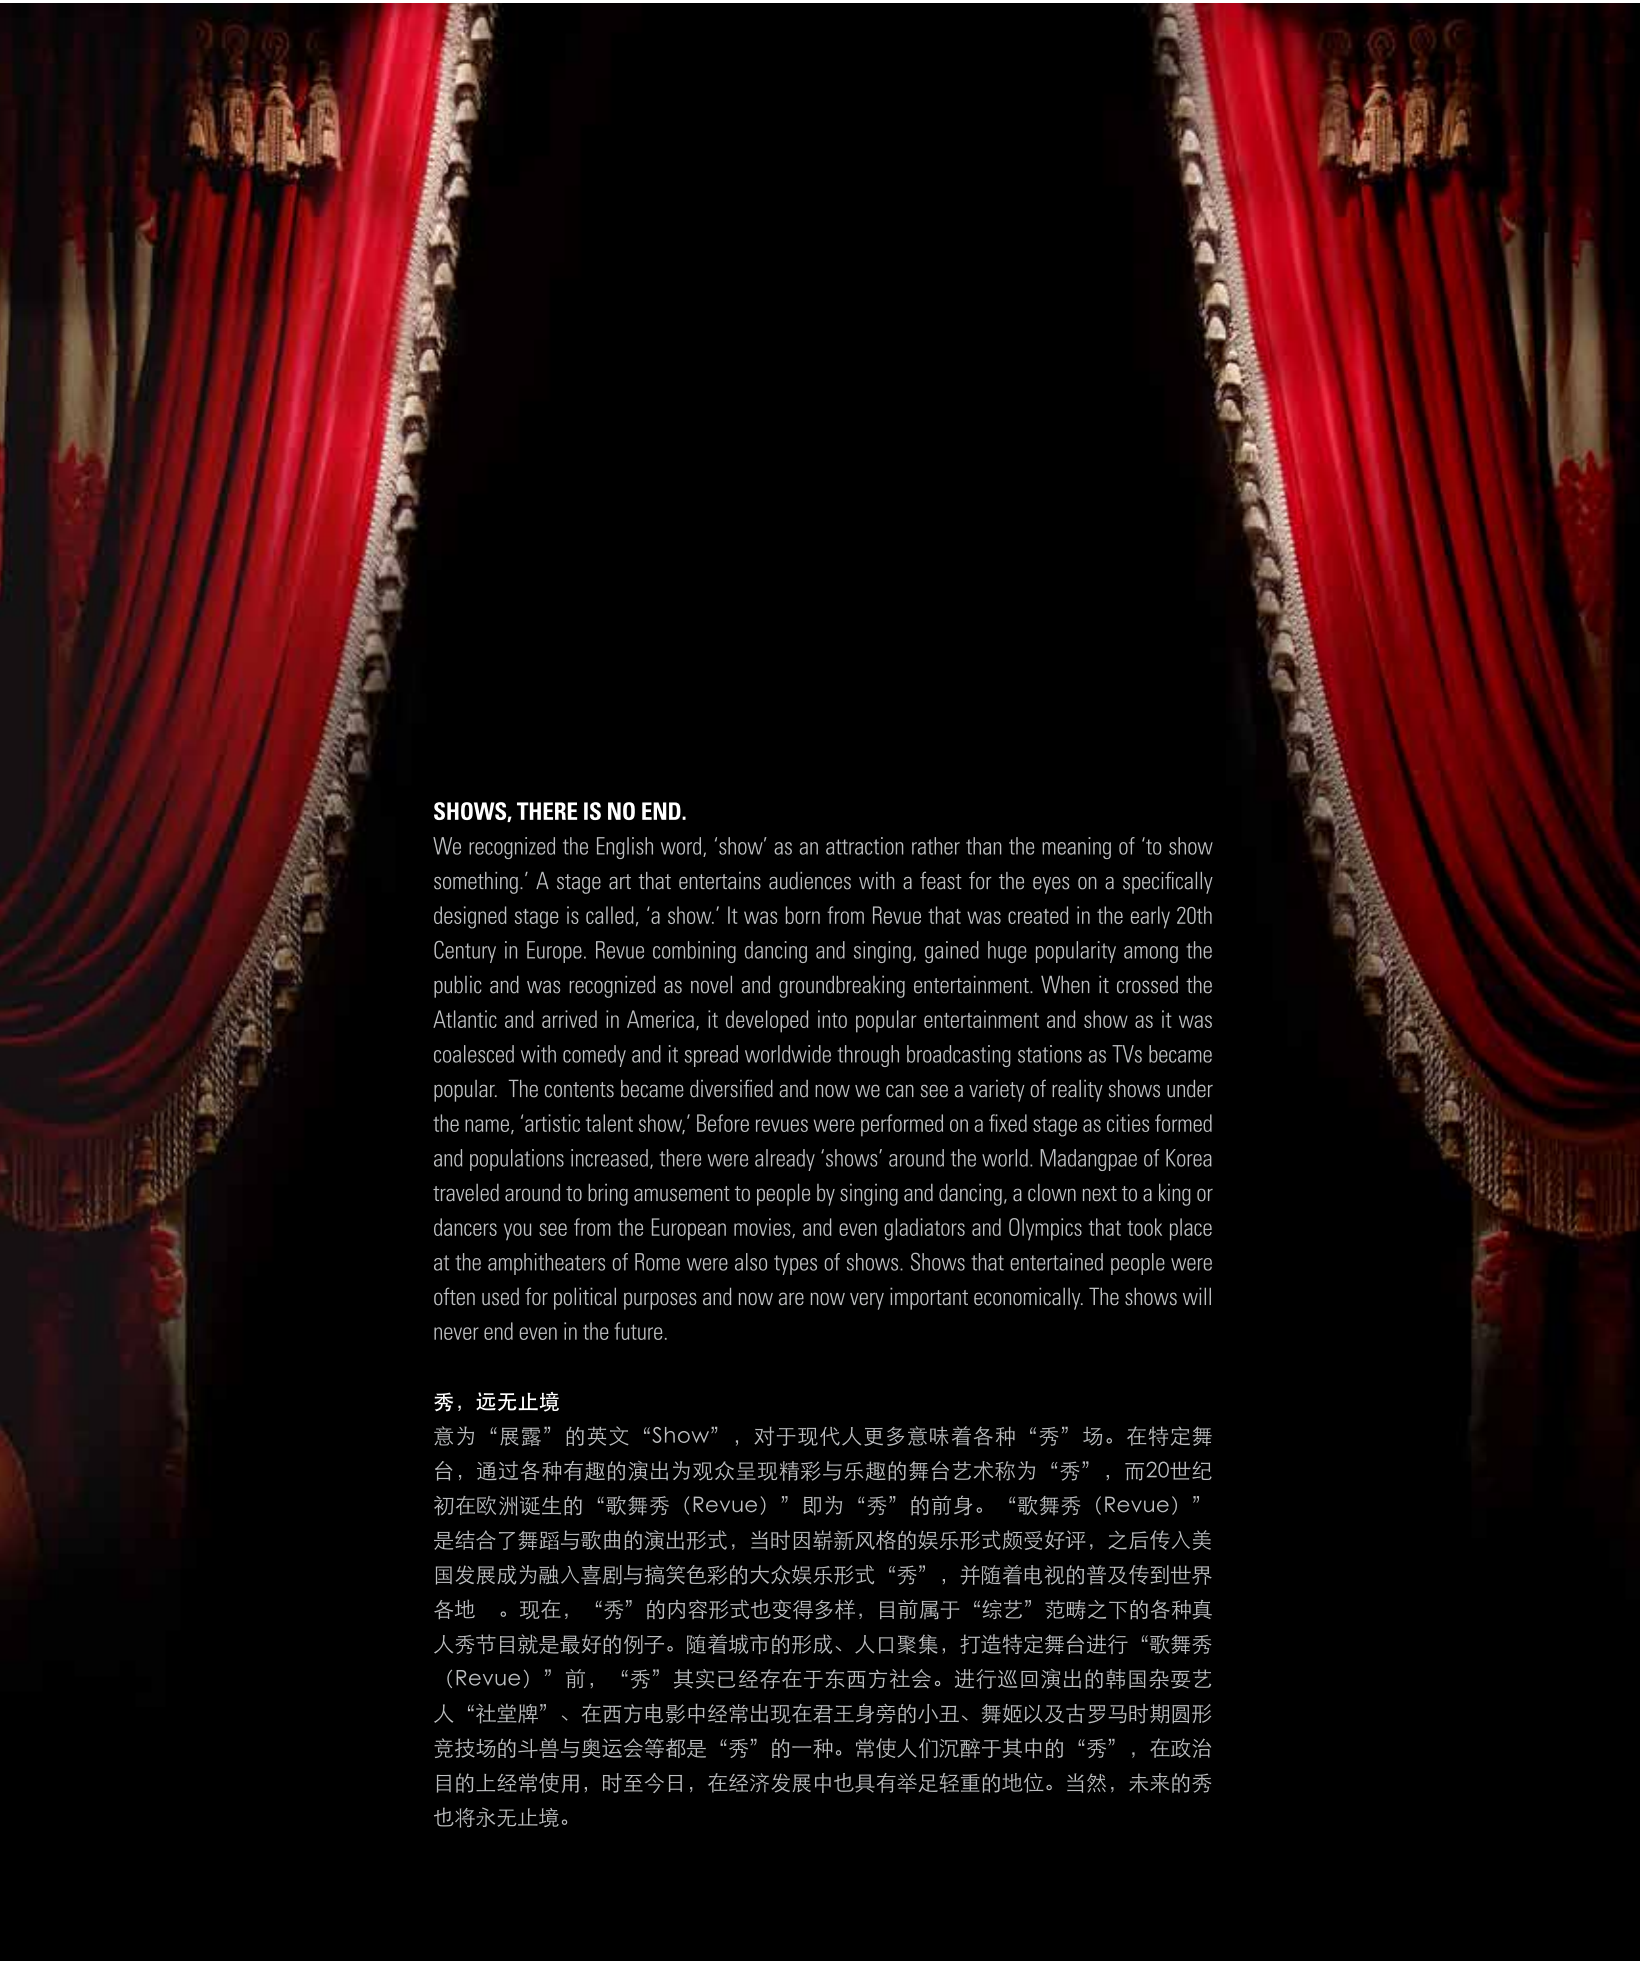 SHOWS, THERE IS NO END.
We recognized the English word, ‘show’ as an attraction rather than the meaning of ‘to show
something.’ A stage art that entertains audiences with a feast for the eyes on a specifically
designed stage is called, ‘a show.’ It was born from Revue that was created in the early 20th
Century in Europe. Revue combining dancing and singing, gained huge popularity among the
public and was recognized as novel and groundbreaking entertainment. When it crossed the
Atlantic and arrived in America, it developed into popular entertainment and show as it was
coalesced with comedy and it spread worldwide through broadcasting stations as TVs became
popular.  The contents became diversified and now we can see a variety of reality shows under
the name, ‘artistic talent show,’ Before revues were performed on a fixed stage as cities formed
and populations increased, there were already ‘shows’ around the world. Madangpae of Korea
traveled around to bring amusement to people by singing and dancing, a clown next to a king or
dancers you see from the European movies, and even gladiators and Olympics that took place
at the amphitheaters of Rome were also types of shows. Shows that entertained people were
often used for political purposes and now are now very important economically. The shows will
never end even in the future.
秀，远无止境
意为“展露”的英文“Show”，对于现代人更多意味着各种“秀”场。在特定舞
台，通过各种有趣的演出为观众呈现精彩与乐趣的舞台艺术称为“秀”，而20世纪
初在欧洲诞生的“歌舞秀（Revue）”即为“秀”的前身。“歌舞秀（Revue）”
是结合了舞蹈与歌曲的演出形式，当时因崭新风格的娱乐形式颇受好评，之后传入美
国发展成为融入喜剧与搞笑色彩的大众娱乐形式“秀”，并随着电视的普及传到世界
各地　。现在，“秀”的内容形式也变得多样，目前属于“综艺”范畴之下的各种真
人秀节目就是最好的例子。随着城市的形成、人口聚集，打造特定舞台进行“歌舞秀
（Revue）”前，“秀”其实已经存在于东西方社会。进行巡回演出的韩国杂耍艺
人“社堂牌”、在西方电影中经常出现在君王身旁的小丑、舞姬以及古罗马时期圆形
竞技场的斗兽与奥运会等都是“秀”的一种。常使人们沉醉于其中的“秀”，在政治
目的上经常使用，时至今日，在经济发展中也具有举足轻重的地位。当然，未来的秀
也将永无止境。